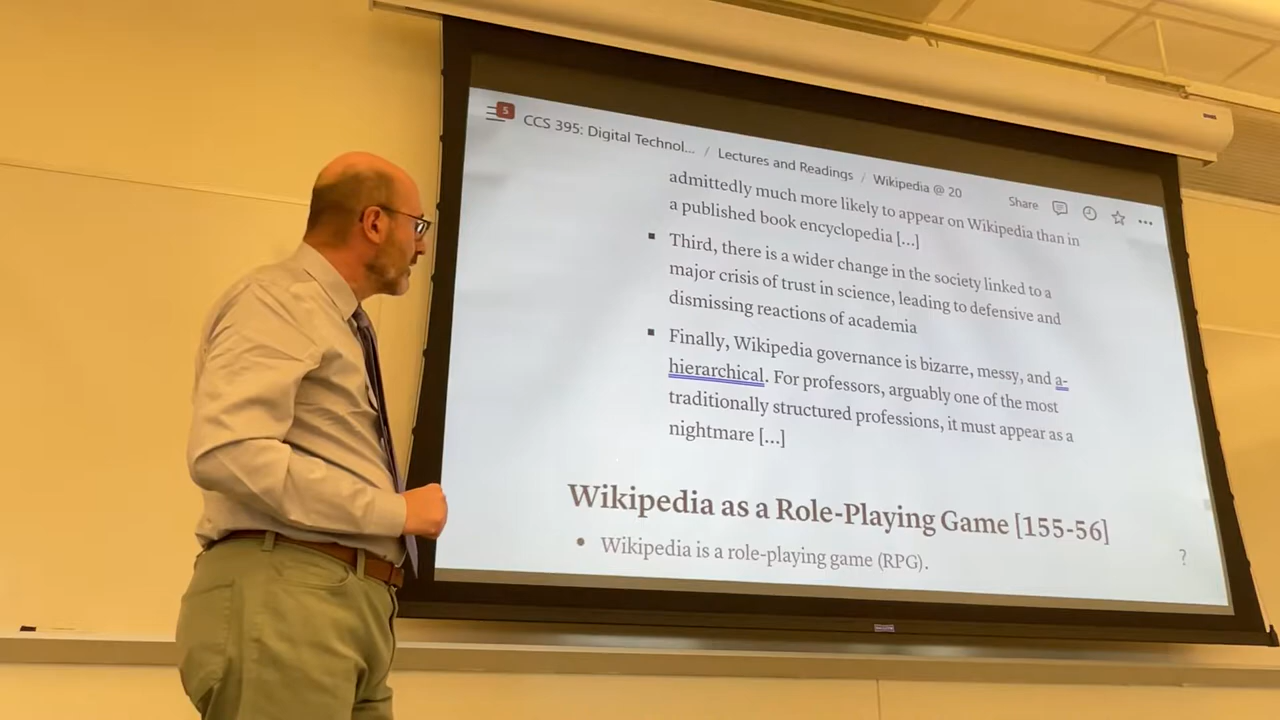 5
CCS 395: Digital Technol... / Lectures and Readings / Wikipedia @ 20
Share
admittedly much more likely to appear on Wikipedia than in
a published book encyclopedia [...]
▪ Third, there is a wider change in the society linked to a
major crisis of trust in science, leading to defensive and
dismissing reactions of academia
▪ Finally, Wikipedia governance is bizarre, messy, and a-
hierarchical. For professors, arguably one of the most
traditionally structured professions, it must appear as a
nightmare [...]
Wikipedia as a Role-Playing Game [155-56]
• Wikipedia is a role-playing game (RPG).
?